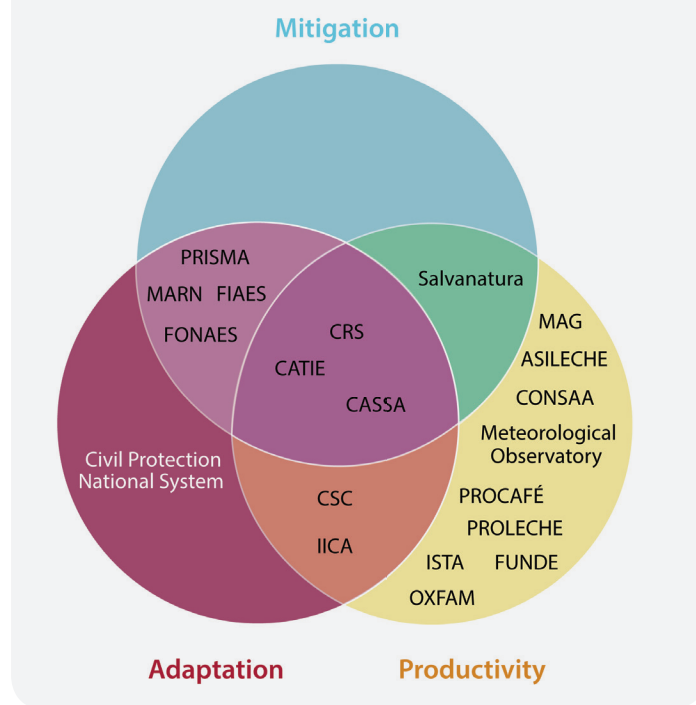 Mitigation
PRISMA
Salvanatura
MARN FIAES
MAG
FONAES
CRS
ASILECHE
CATIE
CONSAA
CASSA
Meteorological
Observatory
Civil Protection
National System
CSC
PROCAFÉ
PROLECHE
IICA
ISTA FUNDE
OXFAM
Adaptation
Productivity